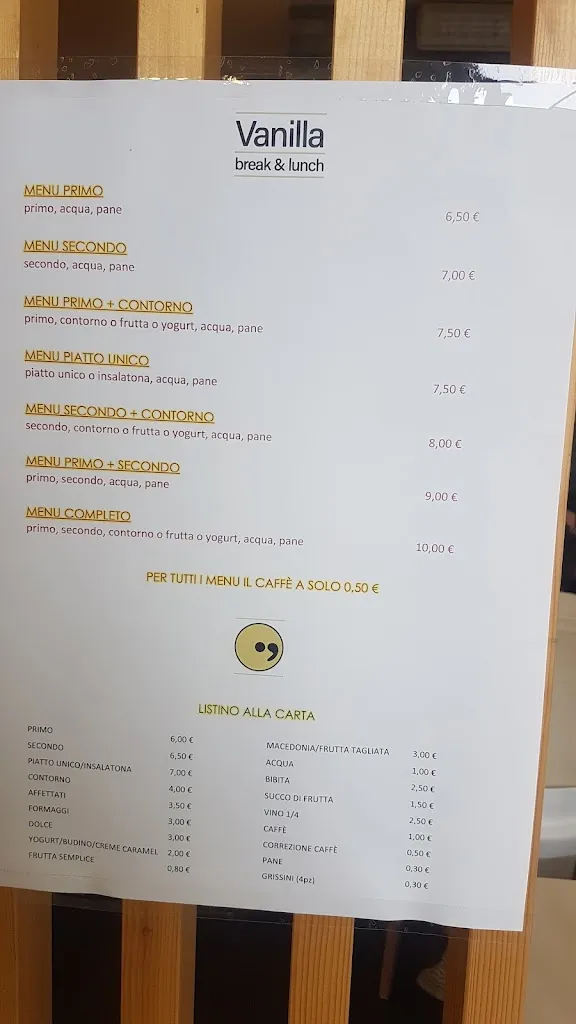 Vanilla
break & lunch
MENU PRIMO
primo, acqua, pane
6,50 €
MENU SECONDO
secondo, acqua, pane
7,00 €
MENU PRIMO + CONTORNO
primo, contorno o frutta o yogurt, acqua, pane
7,50 €
MENU PIATTO UNICO
piatto unico o insalatona, acqua, pane
7,50 €
MENU SECONDO + CONTORNO
secondo, contorno o frutta o yogurt, acqua, pane
8,00 €
MENU PRIMO + SECONDO
primo, secondo, acqua, pane
9,00 €
MENU COMPLETO
primo, secondo, contorno o frutta o yogurt, acqua, pane
10,00 €
PER TUTTI I MENU IL CAFFÈ A SOLO 0,50 €
LISTINO ALLA CARTA
PRIMO 6,00 €
SECONDO 6,50 €
PIATTO UNICO/INSALATONA 7,00 €
CONTORNO 4,00 €
AFFETTATI 3,50 €
FORMAGGI 3,00 €
DOLCE 3,00 €
YOGURT/BUDINO/CREME CARAMEL 2,00 €
FRUTTA SEMPLICE 0,80 €
MACEDONIA/FRUTTA TAGLIATA 3,00 €
ACQUA 1,00 €
BIBITA 2,50 €
SUCCO DI FRUTTA 1,50 €
VINO 1/4 2,50 €
CAFFÈ 1,00 €
CORREZIONE CAFFÈ 0,50 €
PANE 0,30 €
GRISSINI (4pz) 0,30 €